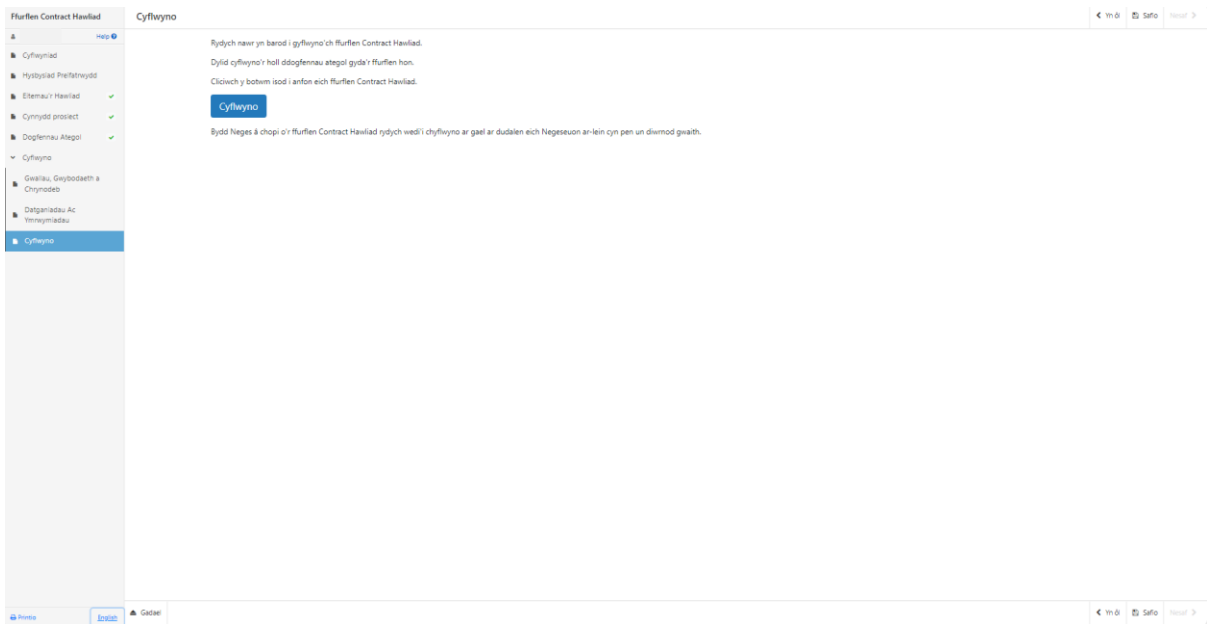 Ffurflen Contract Hawliad
Cyflwyno
Yn ôl
Safio
Nesaf
Help
Cyflwyniad
Hysbysiad Preifatrwydd
Eitemau'r Hawliad
Cynnydd prosiect
Dogfennau Ategol
Cyflwyno
Gwallau, Gwybodaeth a
Chrynodeb
Datganiadau Ac
Ymrwymiadau
Cyflwyno
Rydych nawr yn barod i gyflwyno'ch ffurflen Contract Hawliad.
Dylid cyflwyno'r holl ddogfennau ategol gyda'r ffurflen hon.
Cliciwch y botwm isod i anfon eich ffurflen Contract Hawliad.
Cyflwyno
Bydd Neges â chopi o'r ffurflen Contract Hawliad rydych wedi'i chyflwyno ar gael ar dudalen eich Negeseuon ar-lein cyn pen un diwrnod gwaith.
Printio
English
Gadael
Yn ôl
Safio
Nesaf